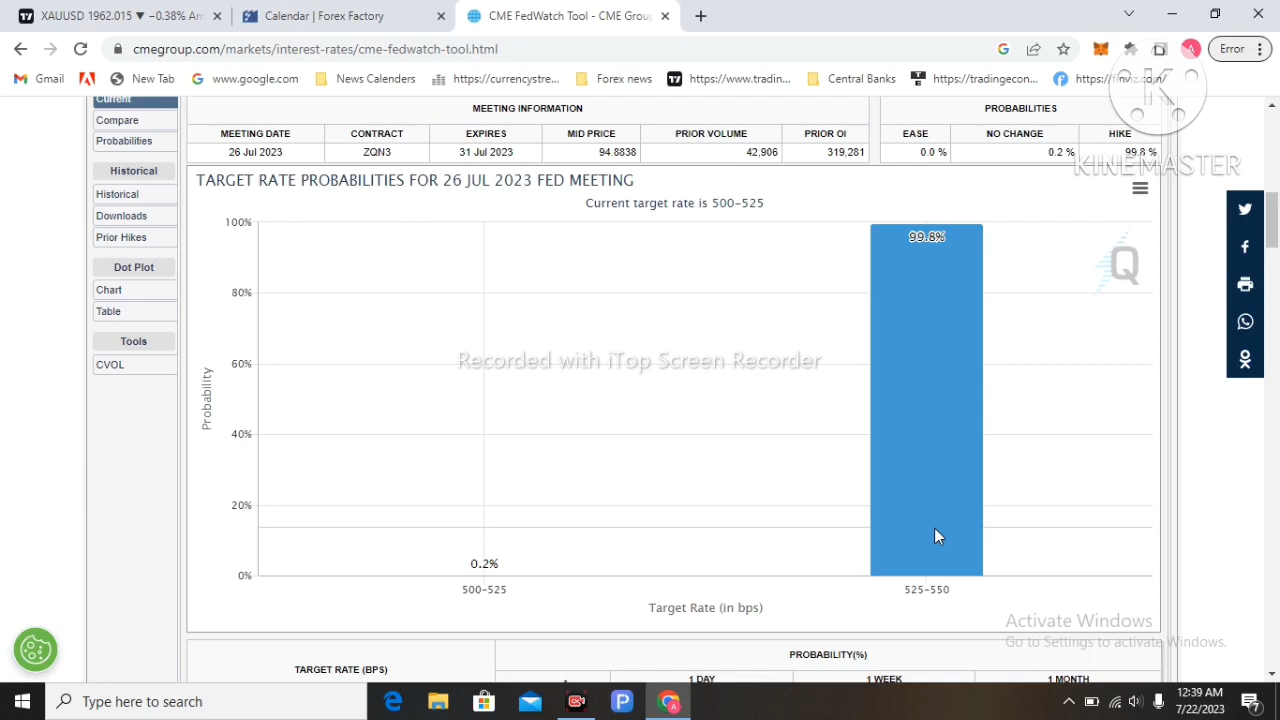 XAUUSD 1962.015 ▼ −0.38% An
Calendar | Forex Factory
CME FedWatch Tool - CME Group
cmegroup.com/markets/interest-rates/cme-fedwatch-tool.html
Error
Gmail
New Tab
www.google.com
News Calenders
https://currencystre...
Forex news
https://www.tradin...
Central Banks
https://tradingecon...
https://finviz.com/
K
KINEMASTER
Current
Compare
Probabilities
Historical
Historical
Downloads
Prior Hikes
Dot Plot
Chart
Table
Tools
CVOL
MEETING INFORMATION
MEETING DATE CONTRACT EXPIRES MID PRICE PRIOR VOLUME PRIOR OI
26 Jul 2023 ZQN3 31 Jul 2023 94.8838 42,906 319,281
PROBABILITIES
EASE NO CHANGE HIKE
0.0 % 0.2 % 99.8 %
TARGET RATE PROBABILITIES FOR 26 JUL 2023 FED MEETING
Current target rate is 500−525
Probability
100%
80%
60%
40%
20%
0%
0.2%
99.8%
Q
500−525
525−550
Target Rate (in bps)
Recorded with iTop Screen Recorder
TARGET RATE (BPS)
PROBABILITY(%)
1 DAY
1 WEEK
1 MONTH
Activate Windows
Go to Settings to activate Windows.
Type here to search
12:39 AM
7/22/2023
7